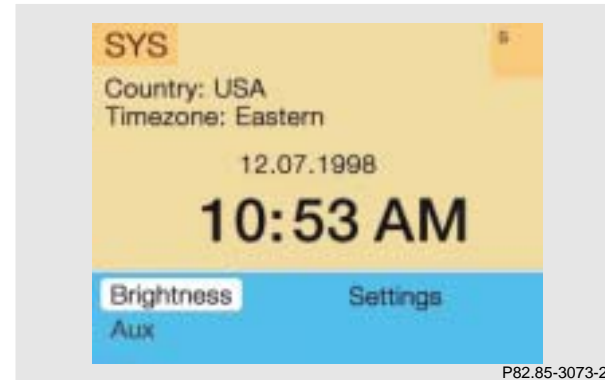 SYS
Country: USA
Timezone: Eastern
12.07.1998
10:53 AM
Brightness Settings
Aux
P82.85-3073-2